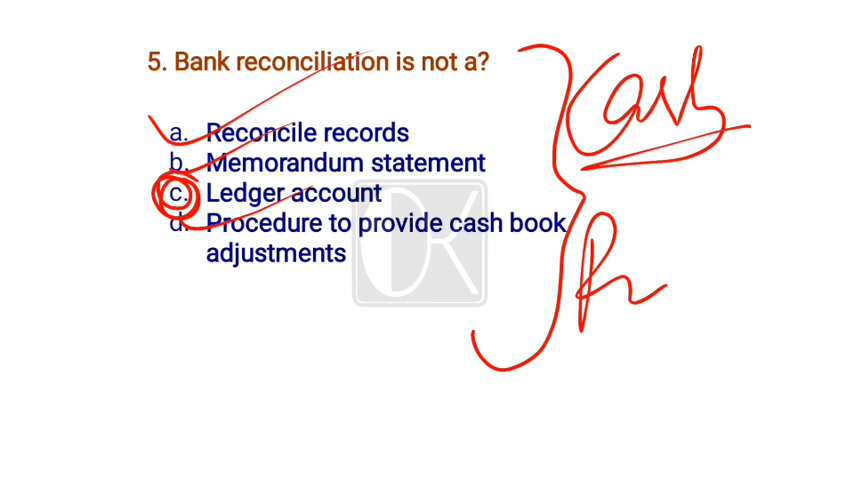 5. Bank reconciliation is not a?
a. Reconcile records
b. Memorandum statement
c. Ledger account
d. Procedure to provide cash book
adjustments
Cash